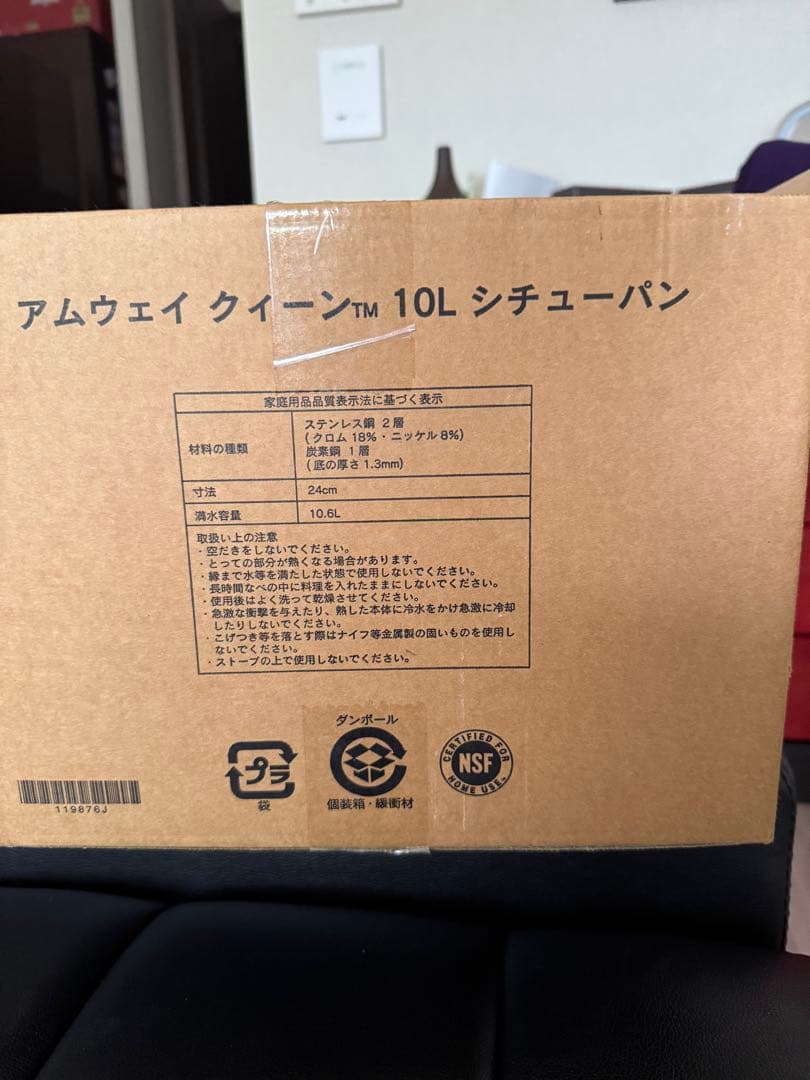 アムウェイ クィーン™ 10L シチューパン
家庭用品品質表示法に基づく表示
材料の種類
ステンレス鋼 2層
(クロム 18%・ニッケル 8%)
炭素鋼 1層
(底の厚さ 1.3mm)
寸法 24cm
満水容量 10.6L
取扱い上の注意
・空だきをしないでください。
・とっての部分が熱くなる場合があります。
・縁まで水等を満たした状態で使用しないでください。
・長時間なべの中に料理を入れたままにしないでください。
・使用後はよく洗って乾燥させてください。
・急激な衝撃を与えたり、熱した本体に冷水をかけ急激に冷却
したりしないでください。
・こげつき等を落とす際はナイフ等金属製の固いものを使用し
ないでください。
・ストーブの上で使用しないでください。
プラ
袋
ダンボール
個装箱・緩衝材
CERTIFIED FOR
NSF
HOME USE
119876J